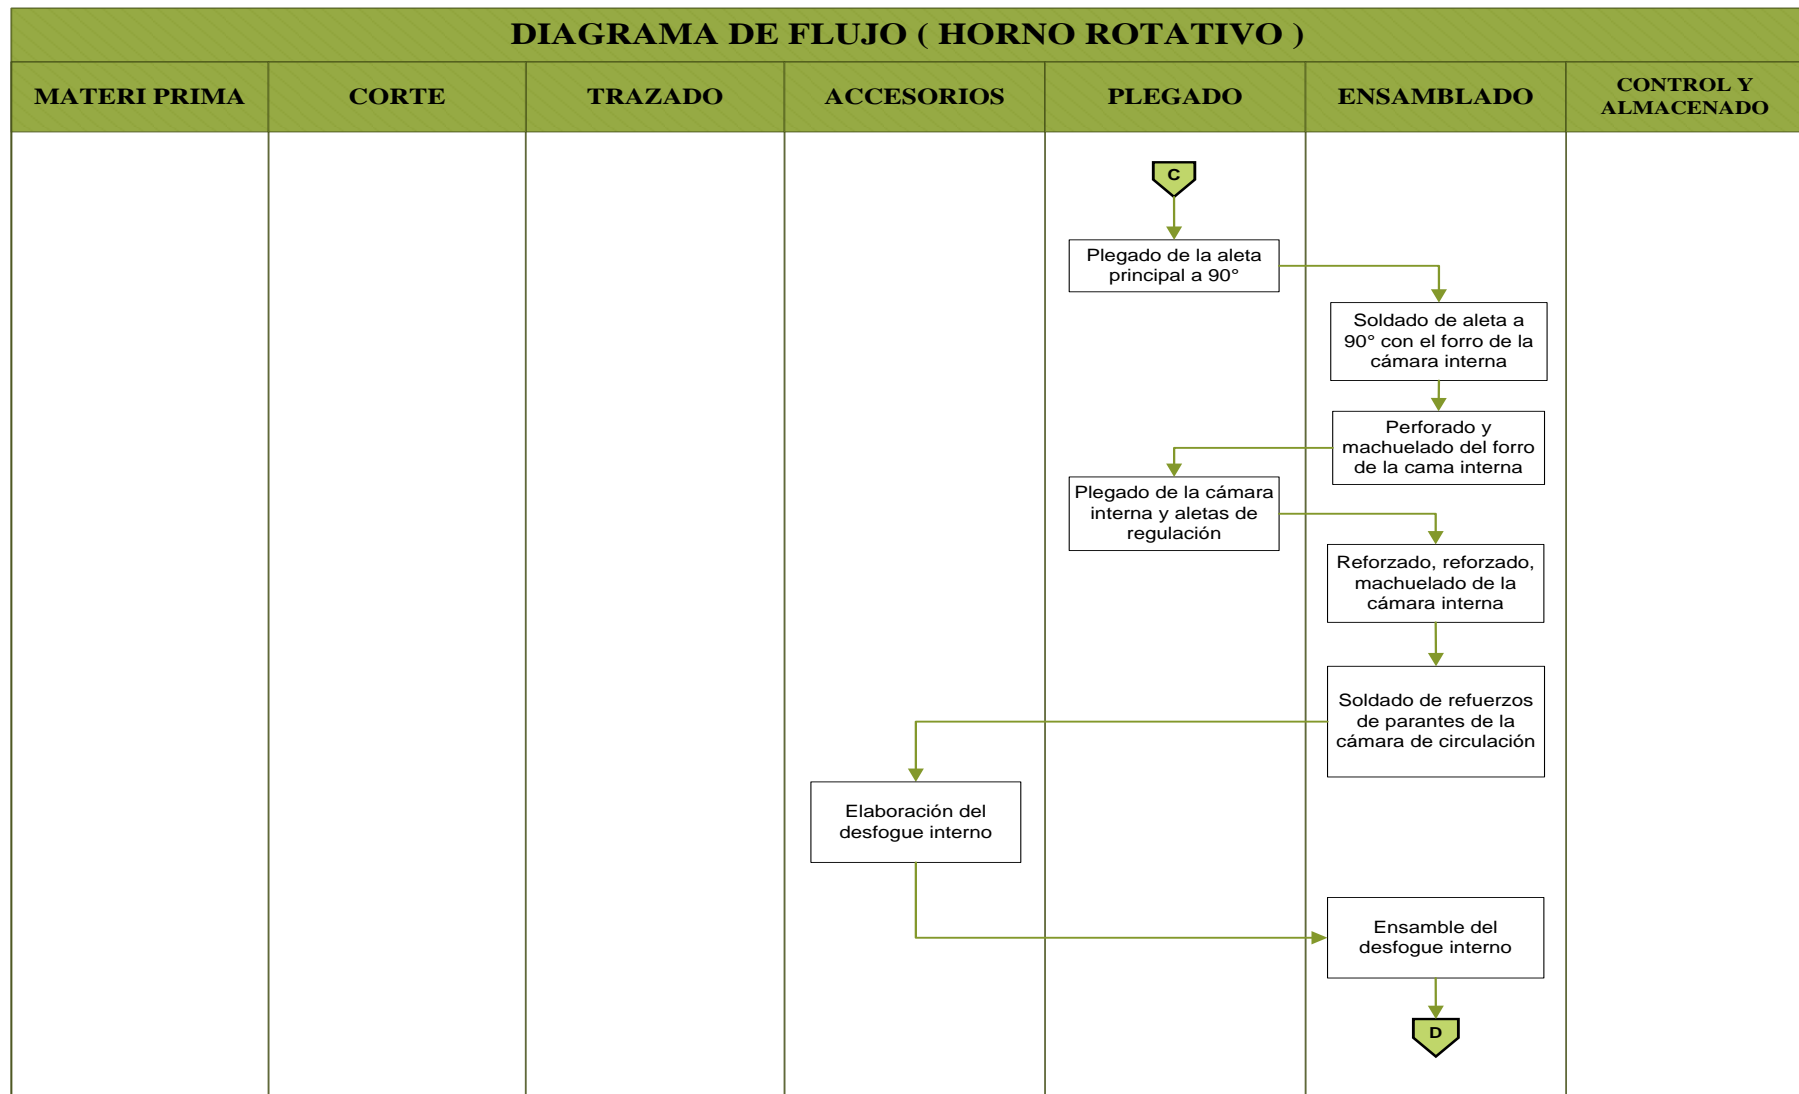 DIAGRAMA DE FLUJO ( HORNO ROTATIVO )
MATERI PRIMA
CORTE
TRAZADO
ACCESORIOS
PLEGADO
ENSAMBLADO
CONTROL Y
ALMACENADO
C
Plegado de la aleta
principal a 90°
Soldado de aleta a
90° con el forro de la
cámara interna
Perforado y
machuelado del forro
de la cama interna
Plegado de la cámara
interna y aletas de
regulación
Reforzado, reforzado,
machuelado de la
cámara interna
Soldado de refuerzos
de parantes de la
cámara de circulación
Elaboración del
desfogue interno
Ensamble del
desfogue interno
D